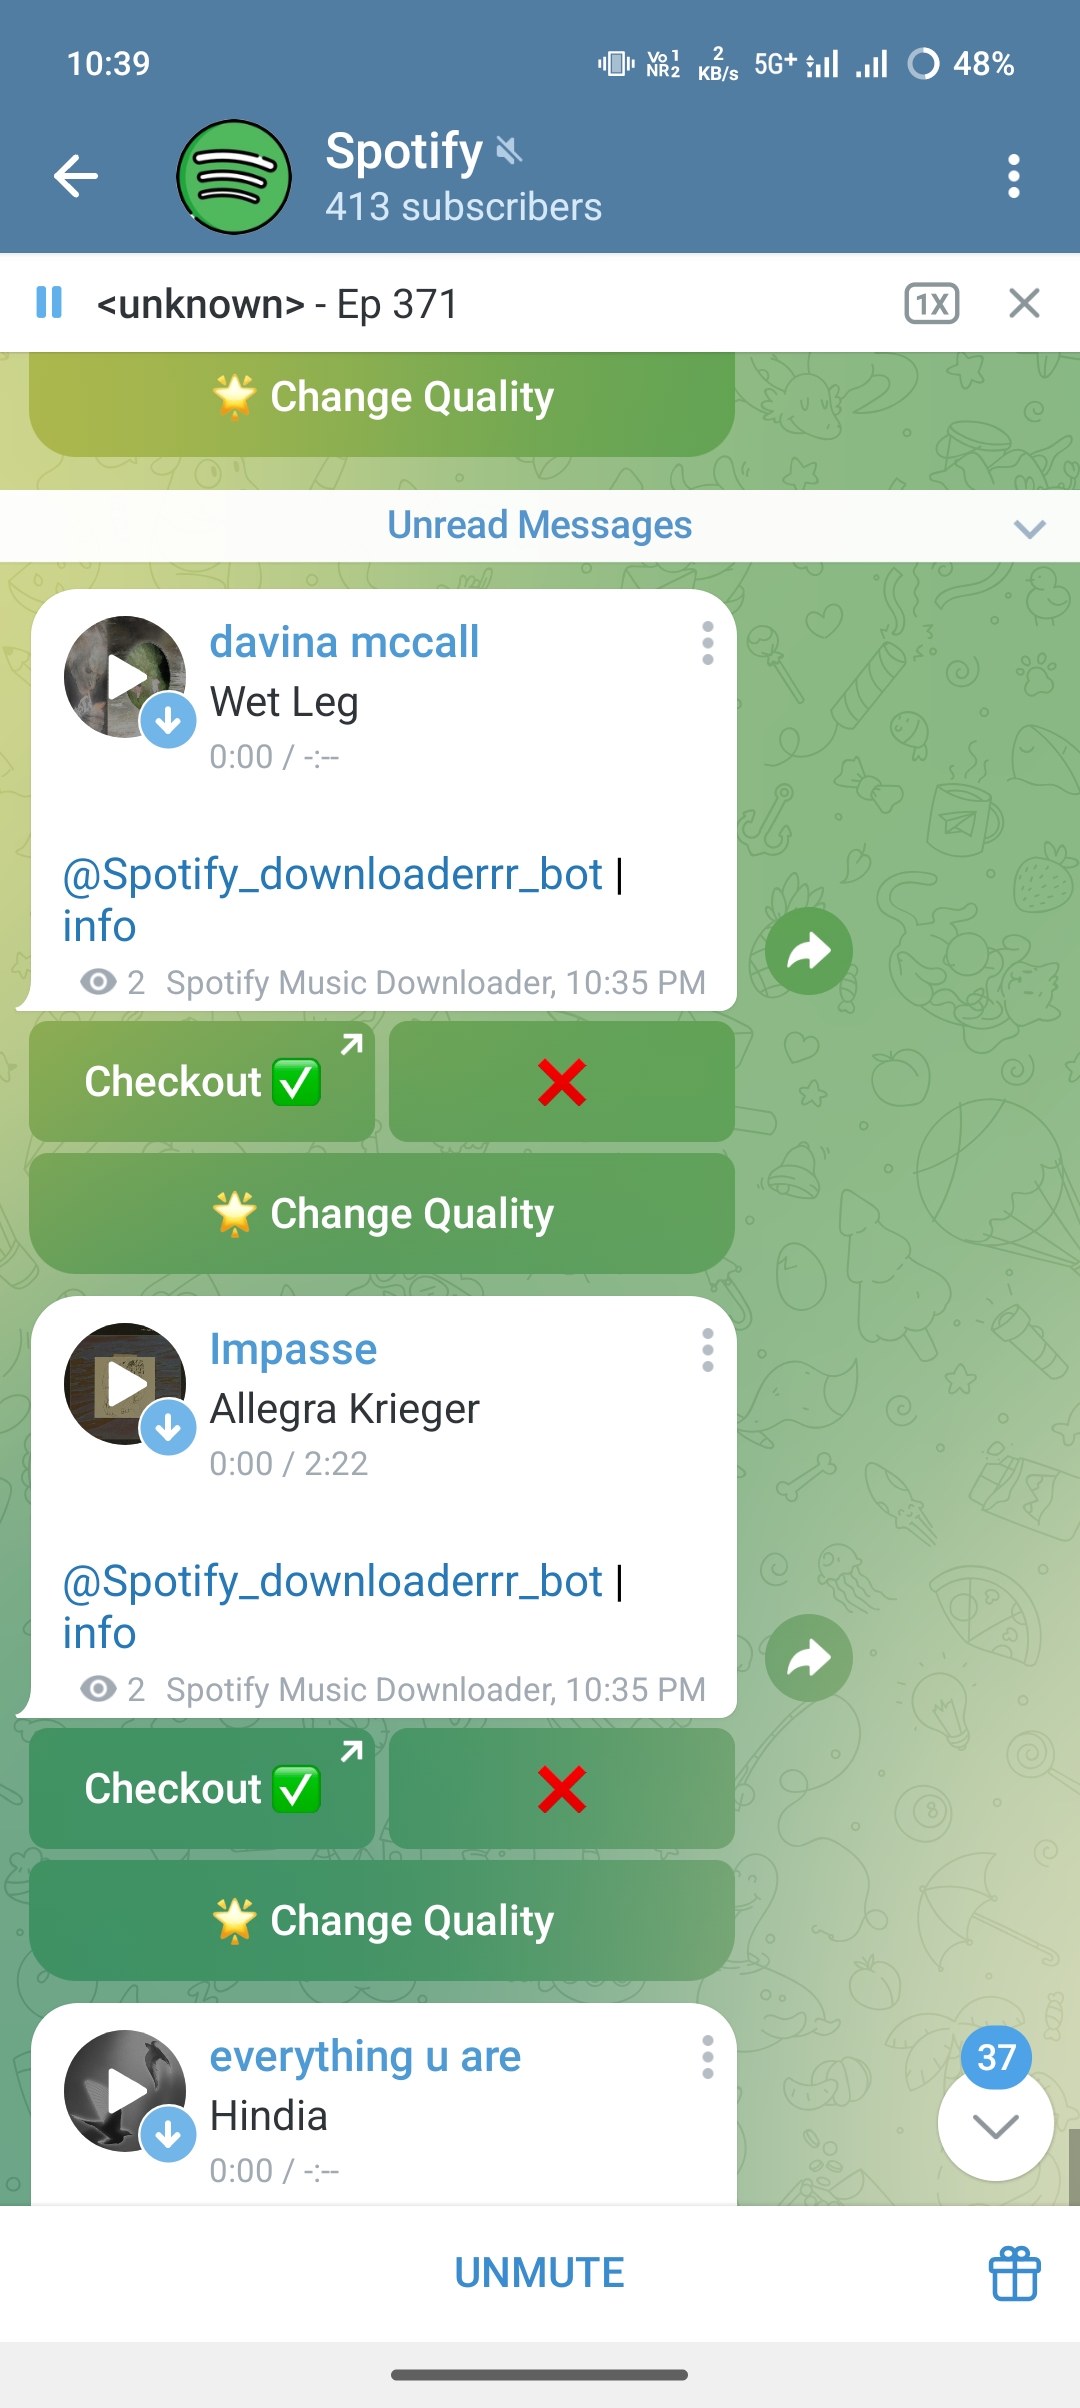 10:39
Vo 1
NR2
2
KB/s
5G+
48%
Spotify
413 subscribers
<unknown> - Ep 371
1X
🌟 Change Quality
Unread Messages
davina mccall
Wet Leg
0:00 / -:--
@Spotify_downloaderrr_bot |
info
2 Spotify Music Downloader, 10:35 PM
Checkout ✅
❌
🌟 Change Quality
Impasse
Allegra Krieger
0:00 / 2:22
@Spotify_downloaderrr_bot |
info
2 Spotify Music Downloader, 10:35 PM
Checkout ✅
❌
🌟 Change Quality
everything u are
Hindia
0:00 / -:--
37
UNMUTE